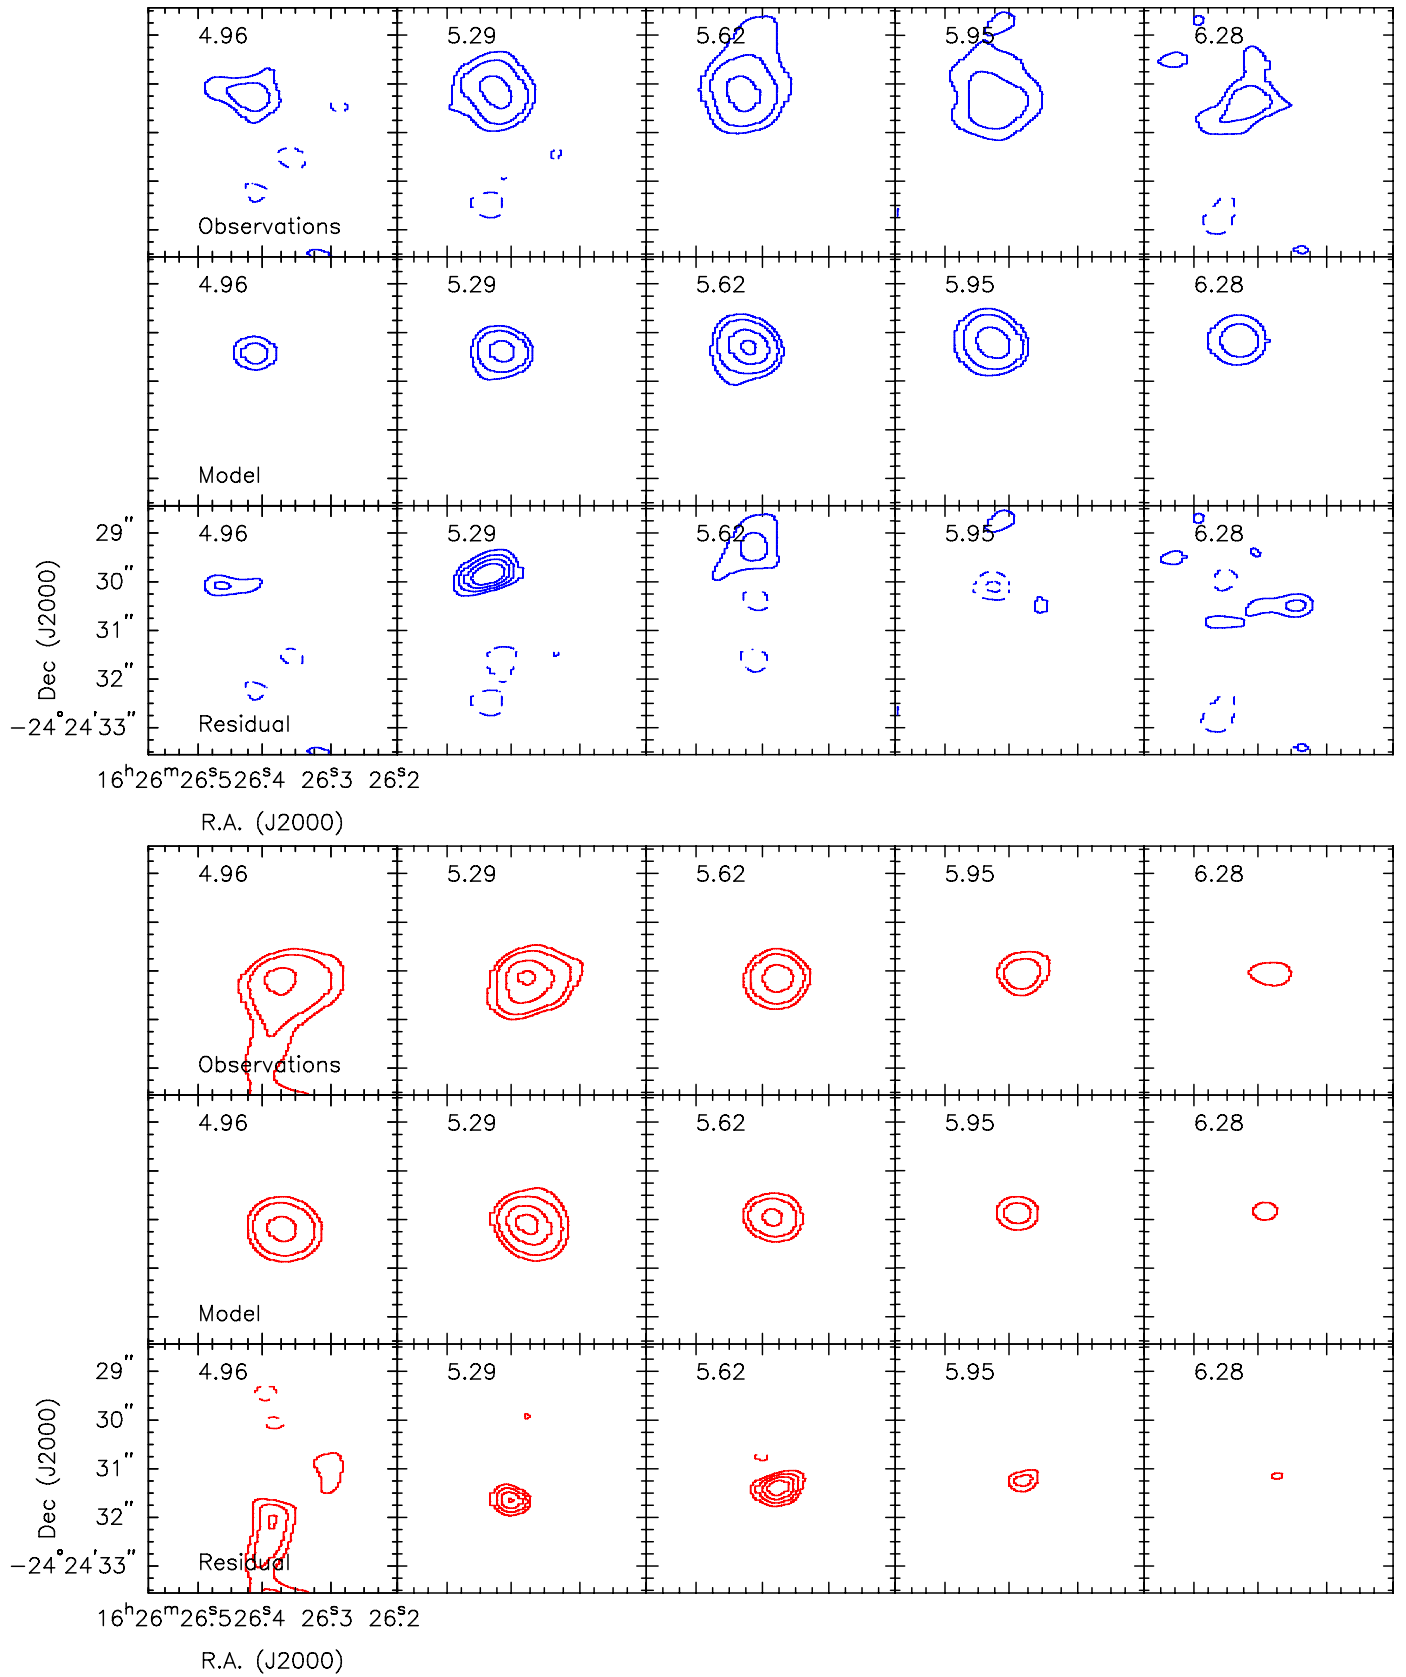 4.96 5.29 5.62 5.95 6.28
Observations
4.96 5.29 5.62 5.95 6.28
Model
4.96 5.29 5.62 5.95 6.28
29"
30"
31"
32"
−24°24'33"
Dec (J2000)
Residual
16h26m26s.5 26s.4 26s.3 26s.2
R.A. (J2000)
4.96 5.29 5.62 5.95 6.28
Observations
4.96 5.29 5.62 5.95 6.28
Model
4.96 5.29 5.62 5.95 6.28
29"
30"
31"
32"
−24°24'33"
Dec (J2000)
Residual
16h26m26s.5 26s.4 26s.3 26s.2
R.A. (J2000)